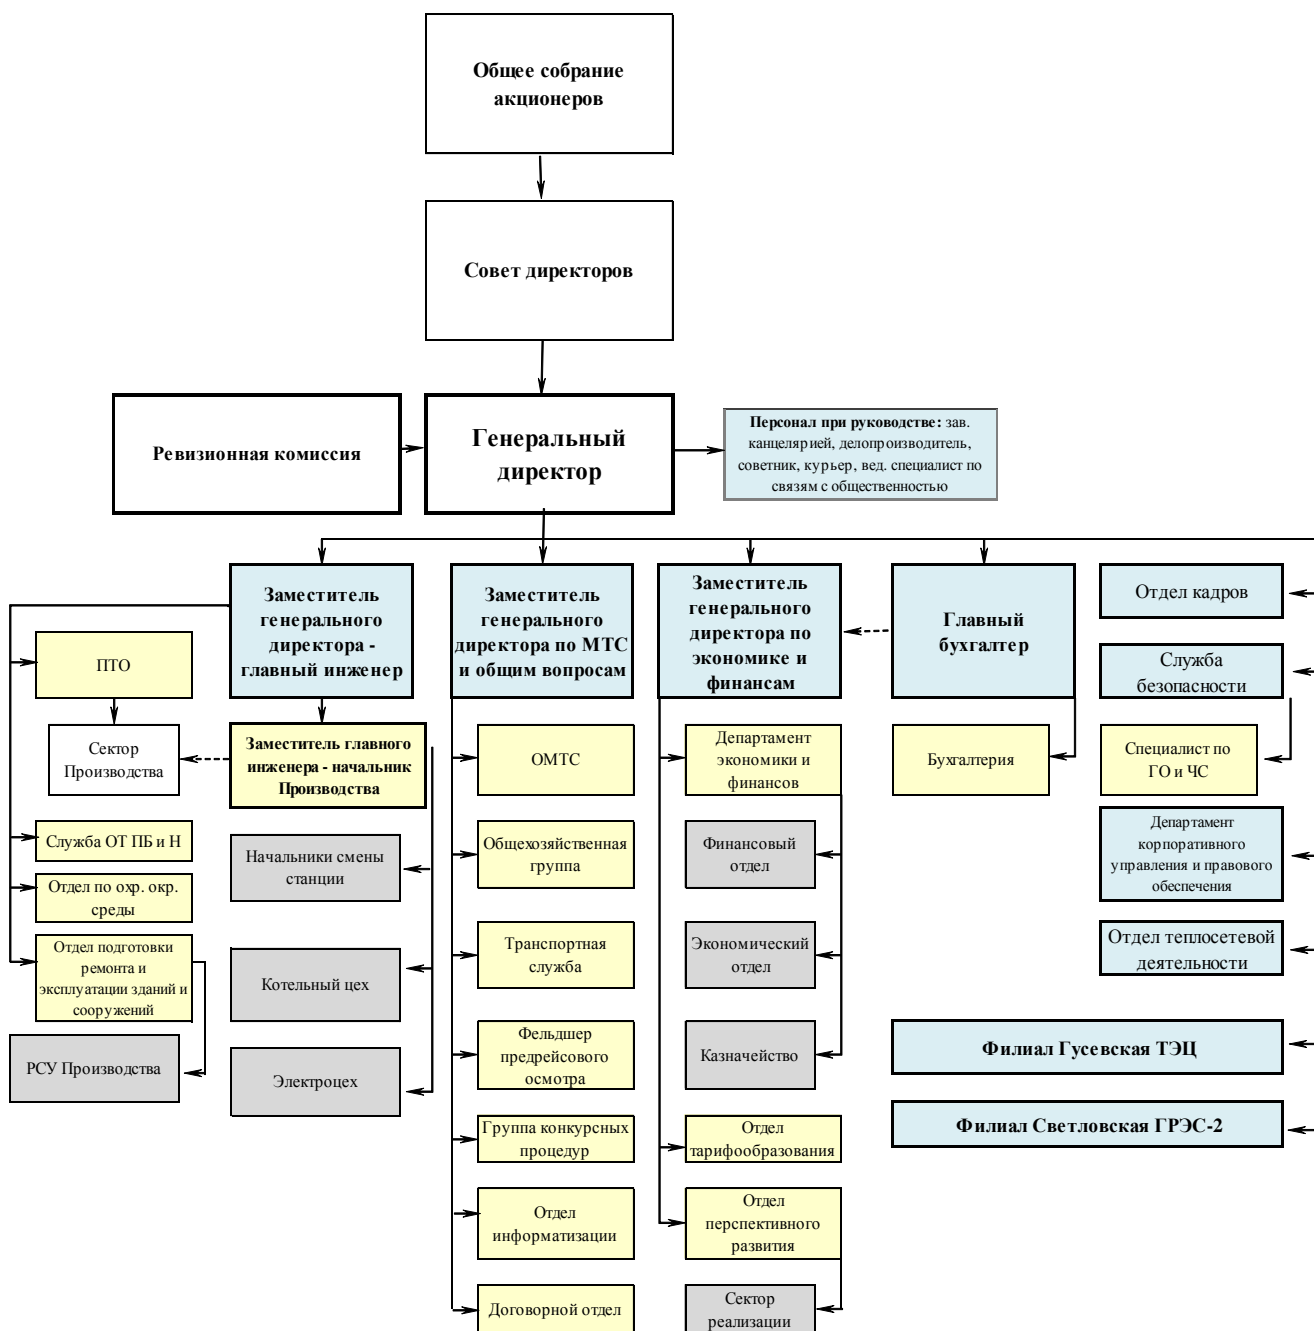 Общее собрание
акционеров
Совет директоров
Ревизионная комиссия
Генеральный
директор
Персонал при руководстве: зав.
канцелярией, делопроизводитель,
советник, курьер, вед. специалист по
связям с общественностью
Заместитель
генерального
директора -
главный инженер
Заместитель
генерального
директора по МТС
и общим вопросам
Заместитель
генерального
директора по
экономике и
финансам
Главный
бухгалтер
Отдел кадров
Служба
безопасности
ПТО
Сектор
Производства
Заместитель главного
инженера - начальник
Производства
ОМТС
Департамент
экономики и
финансов
Бухгалтерия
Специалист по
ГО и ЧС
Служба ОТ ПБ и Н
Начальники смены
станции
Общехозяйственная
группа
Финансовый
отдел
Департамент
корпоративного
управления и правового
обеспечения
Отдел по охр. окр.
среды
Отдел подготовки
ремонта и
эксплуатации зданий и
сооружений
Котельный цех
Транспортная
служба
Экономический
отдел
Отдел теплосетевой
деятельности
РСУ Производства
Электроцех
Фельдшер
предрейсового
осмотра
Казначейство
Филиал Гусевская ТЭЦ
Группа конкурсных
процедур
Отдел
тарифообразования
Филиал Светловская ГРЭС-2
Отдел
информатизации
Отдел
перспективного
развития
Договорной отдел
Сектор
реализации